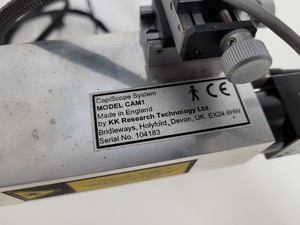 CapiScope System
MODEL CAM1
Made in England
by KK Research Technology Ltd.
Bridleways, Holyford, Devon, UK, EX24 6HW
Serial No. 104183
CE